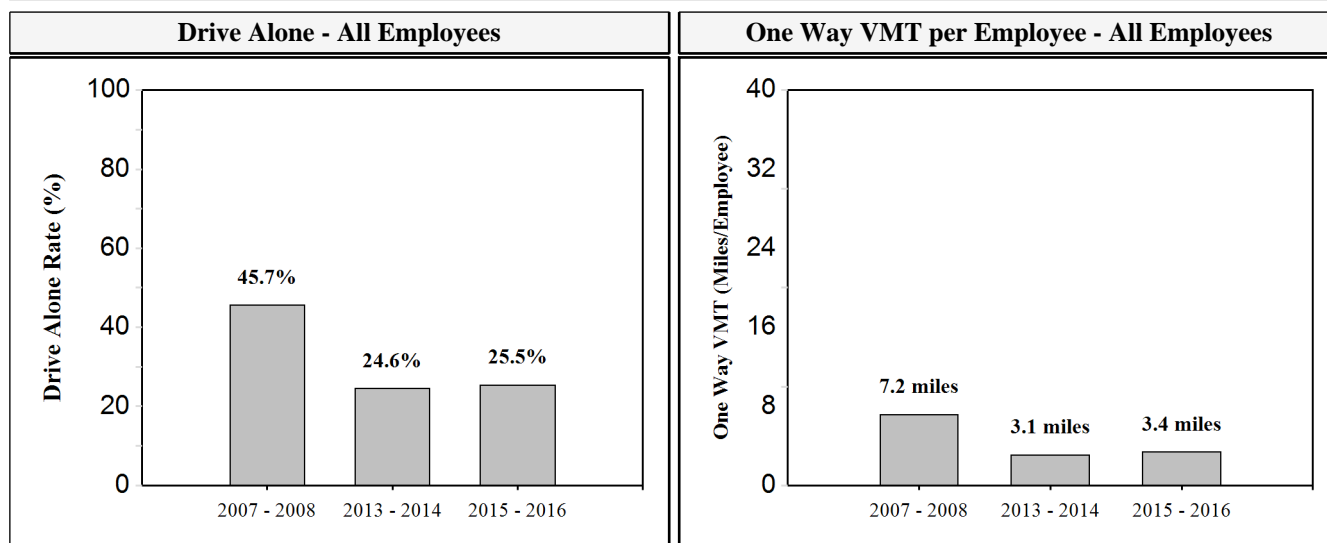 Drive Alone - All Employees
Drive Alone Rate (%)
100
80
60
40
20
0
45.7%
24.6%
25.5%
2007 - 2008
2013 - 2014
2015 - 2016
One Way VMT per Employee - All Employees
One Way VMT (Miles/Employee)
40
32
24
16
8
0
7.2 miles
3.1 miles
3.4 miles
2007 - 2008
2013 - 2014
2015 - 2016